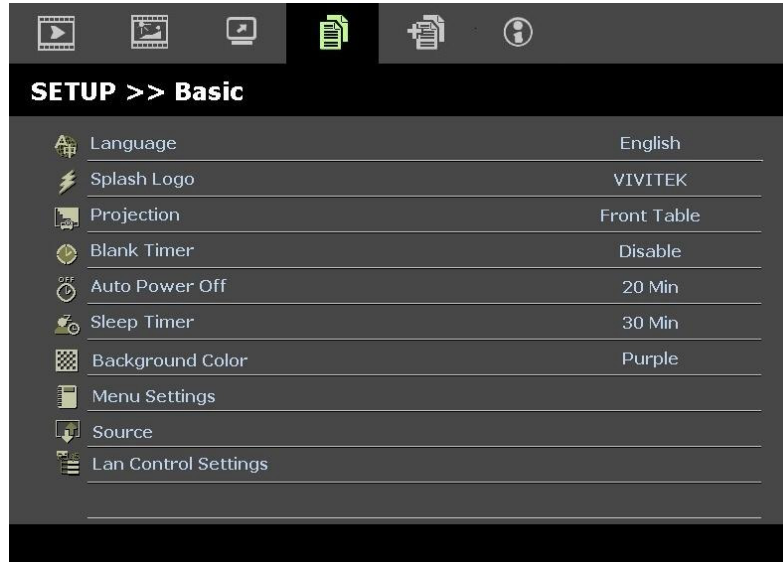 SETUP >> Basic
Language English
Splash Logo VIVITEK
Projection Front Table
Blank Timer Disable
Auto Power Off 20 Min
Sleep Timer 30 Min
Background Color Purple
Menu Settings
Source
Lan Control Settings